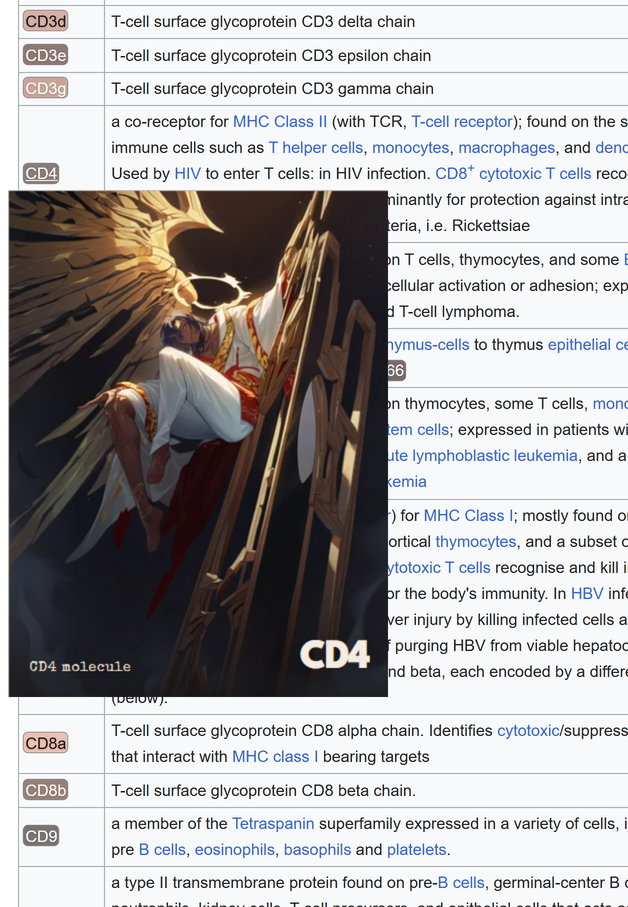 CD3d T-cell surface glycoprotein CD3 delta chain
CD3e T-cell surface glycoprotein CD3 epsilon chain
CD3g T-cell surface glycoprotein CD3 gamma chain
a co-receptor for MHC Class II (with TCR, T-cell receptor); found on the s
immune cells such as T helper cells, monocytes, macrophages, and denc
CD4 Used by HIV to enter T cells: in HIV infection. CD8+ cytotoxic T cells reco
minantly for protection against intra
teria, i.e. Rickettsiae
on T cells, thymocytes, and some
cellular activation or adhesion; exp
d T-cell lymphoma.
hymus-cells to thymus epithelial ce
66
on thymocytes, some T cells, mono
tem cells; expressed in patients wi
ute lymphoblastic leukemia, and a
kemia
r) for MHC Class I; mostly found o
ortical thymocytes, and a subset o
ytotoxic T cells recognise and kill i
or the body's immunity. In HBV infe
ver injury by killing infected cells a
f purging HBV from viable hepatoc
nd beta, each encoded by a differe
CD4
CD4 molecule
(below).
T-cell surface glycoprotein CD8 alpha chain. Identifies cytotoxic/suppress
CD8a
that interact with MHC class I bearing targets
CD8b T-cell surface glycoprotein CD8 beta chain.
a member of the Tetraspanin superfamily expressed in a variety of cells, i
CD9
pre B cells, eosinophils, basophils and platelets.
a type II transmembrane protein found on pre-B cells, germinal-center B